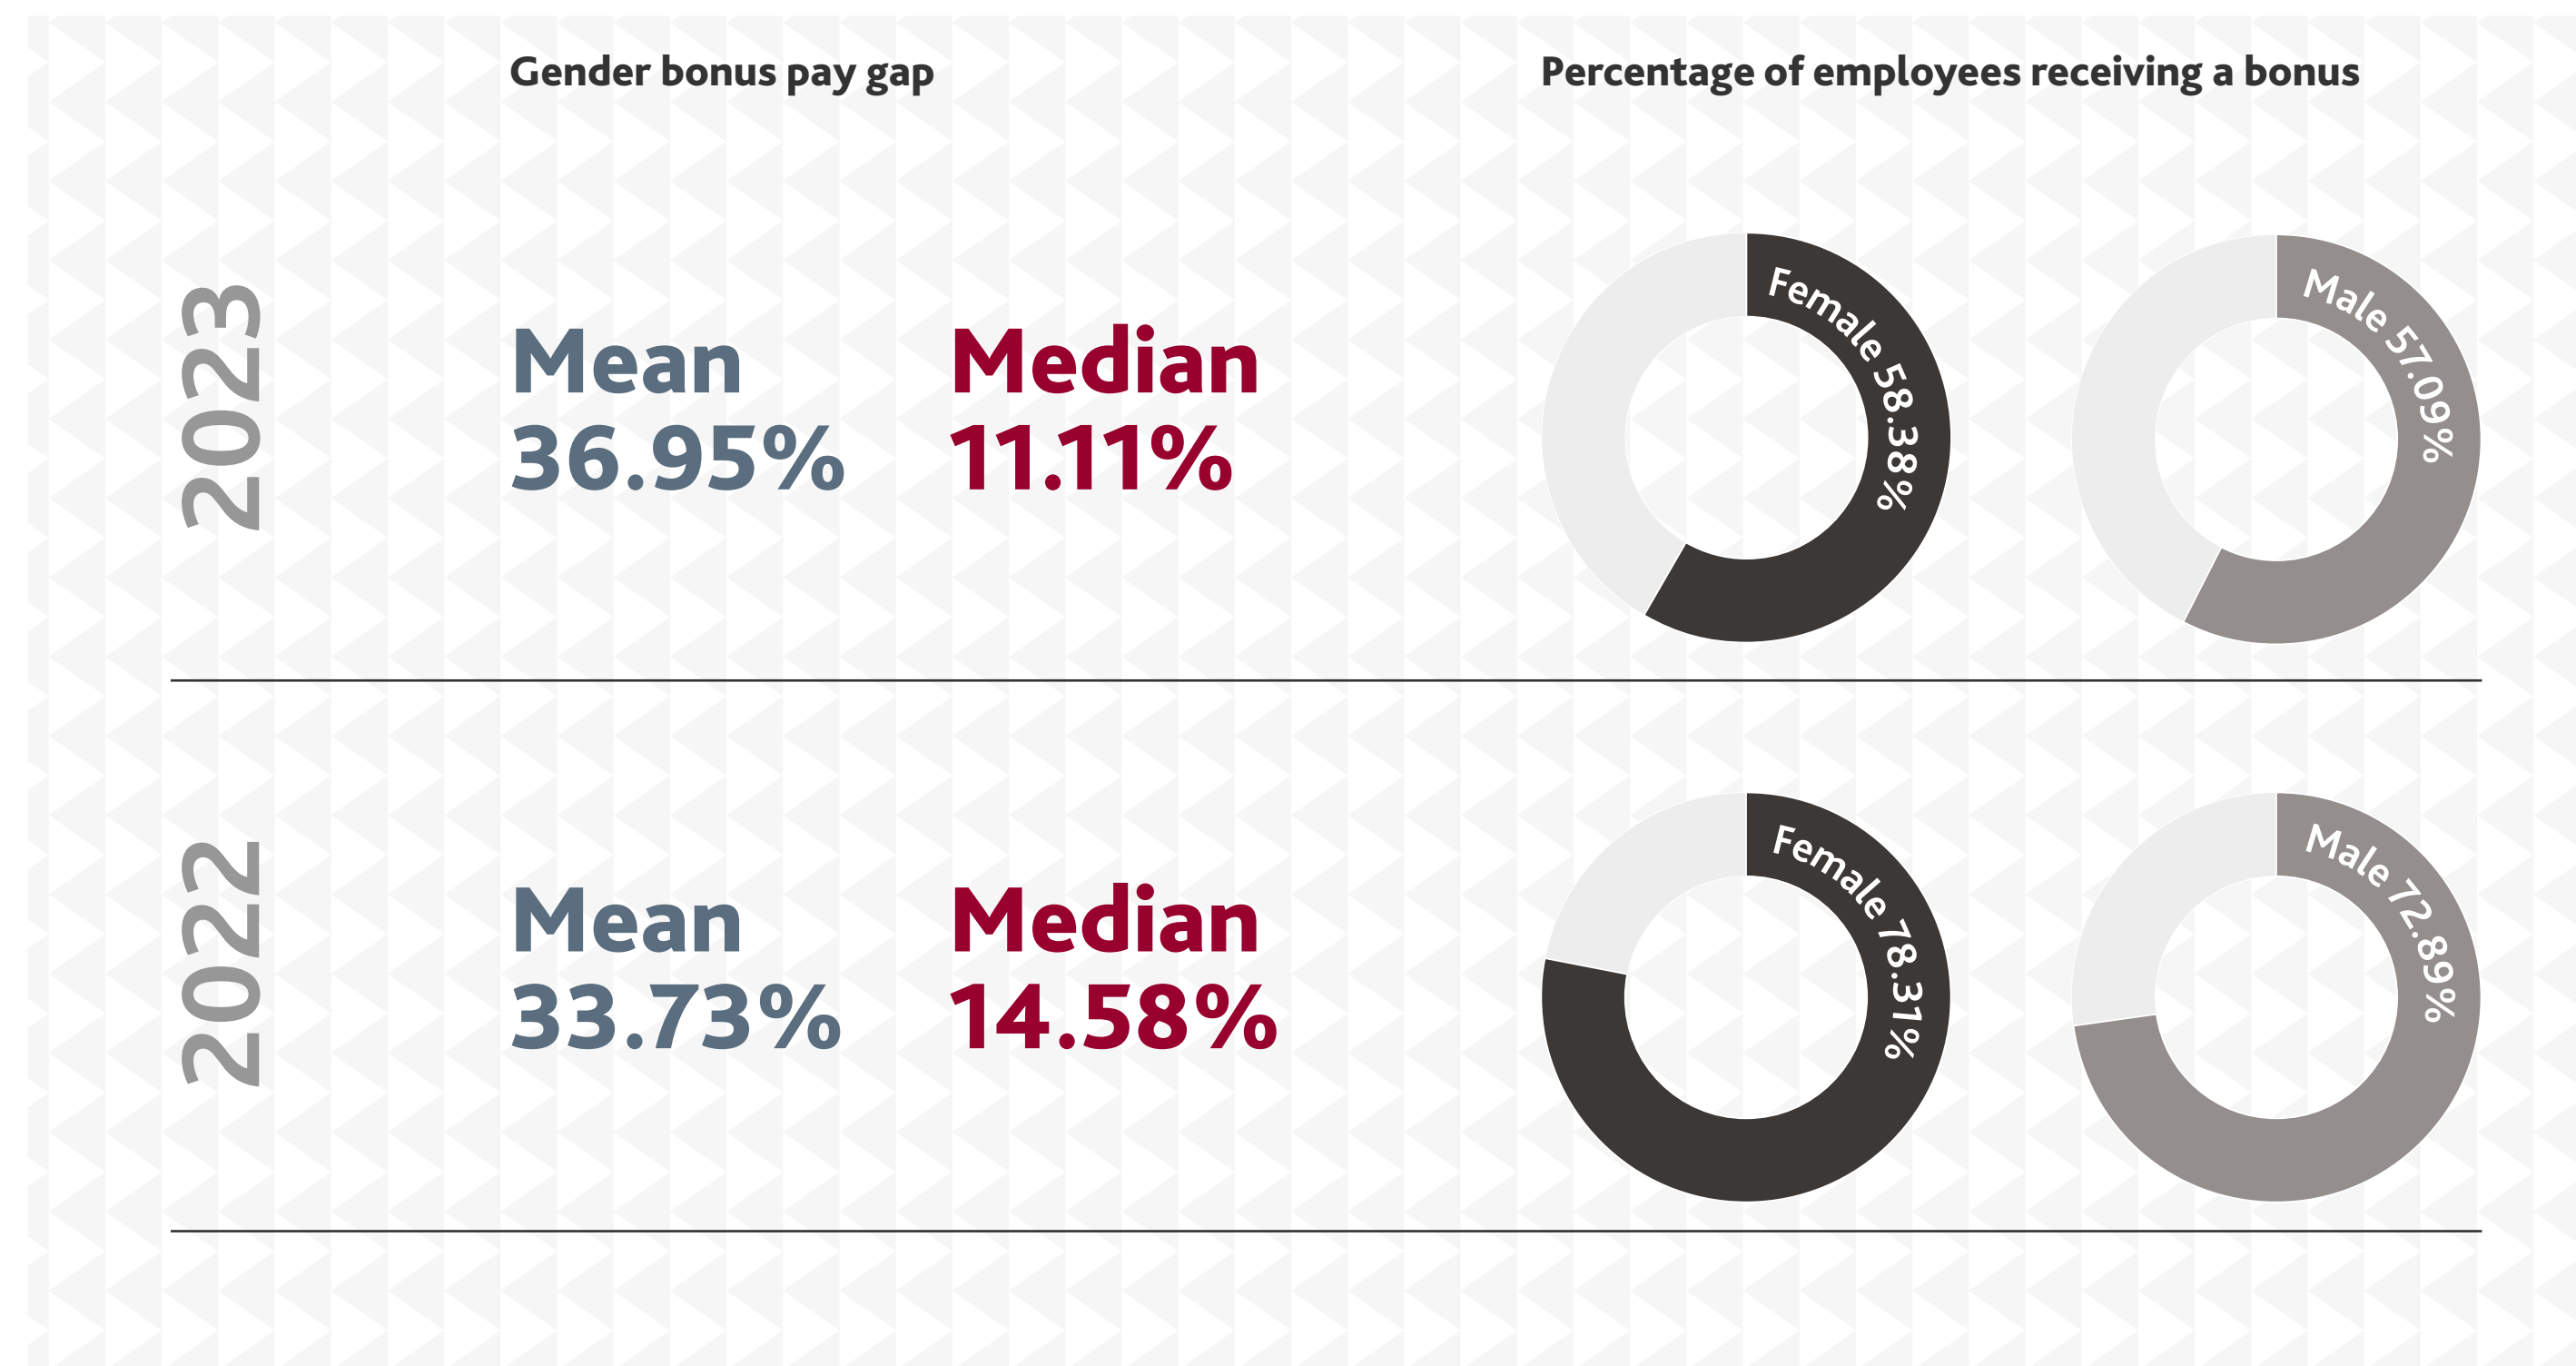 Gender bonus pay gap
Percentage of employees receiving a bonus
2023
Mean
36.95%
Median
11.11%
Female 58.38%
Male 57.09%
2022
Mean
33.73%
Median
14.58%
Female 78.31%
Male 72.89%